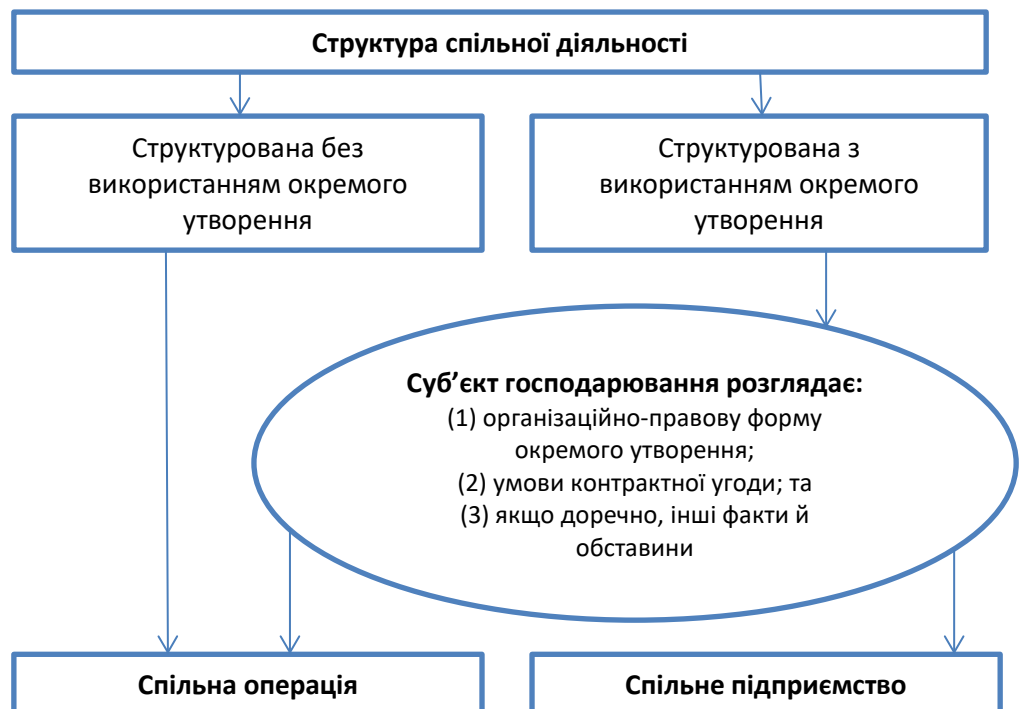 Структура спільної діяльності
Структурована без
використанням окремого
утворення
Структурована з
використанням окремого
утворення
Суб’єкт господарювання розглядає:
(1) організаційно-правову форму
окремого утворення;
(2) умови контрактної угоди; та
(3) якщо доречно, інші факти й
обставини
Спільна операція
Спільне підприємство